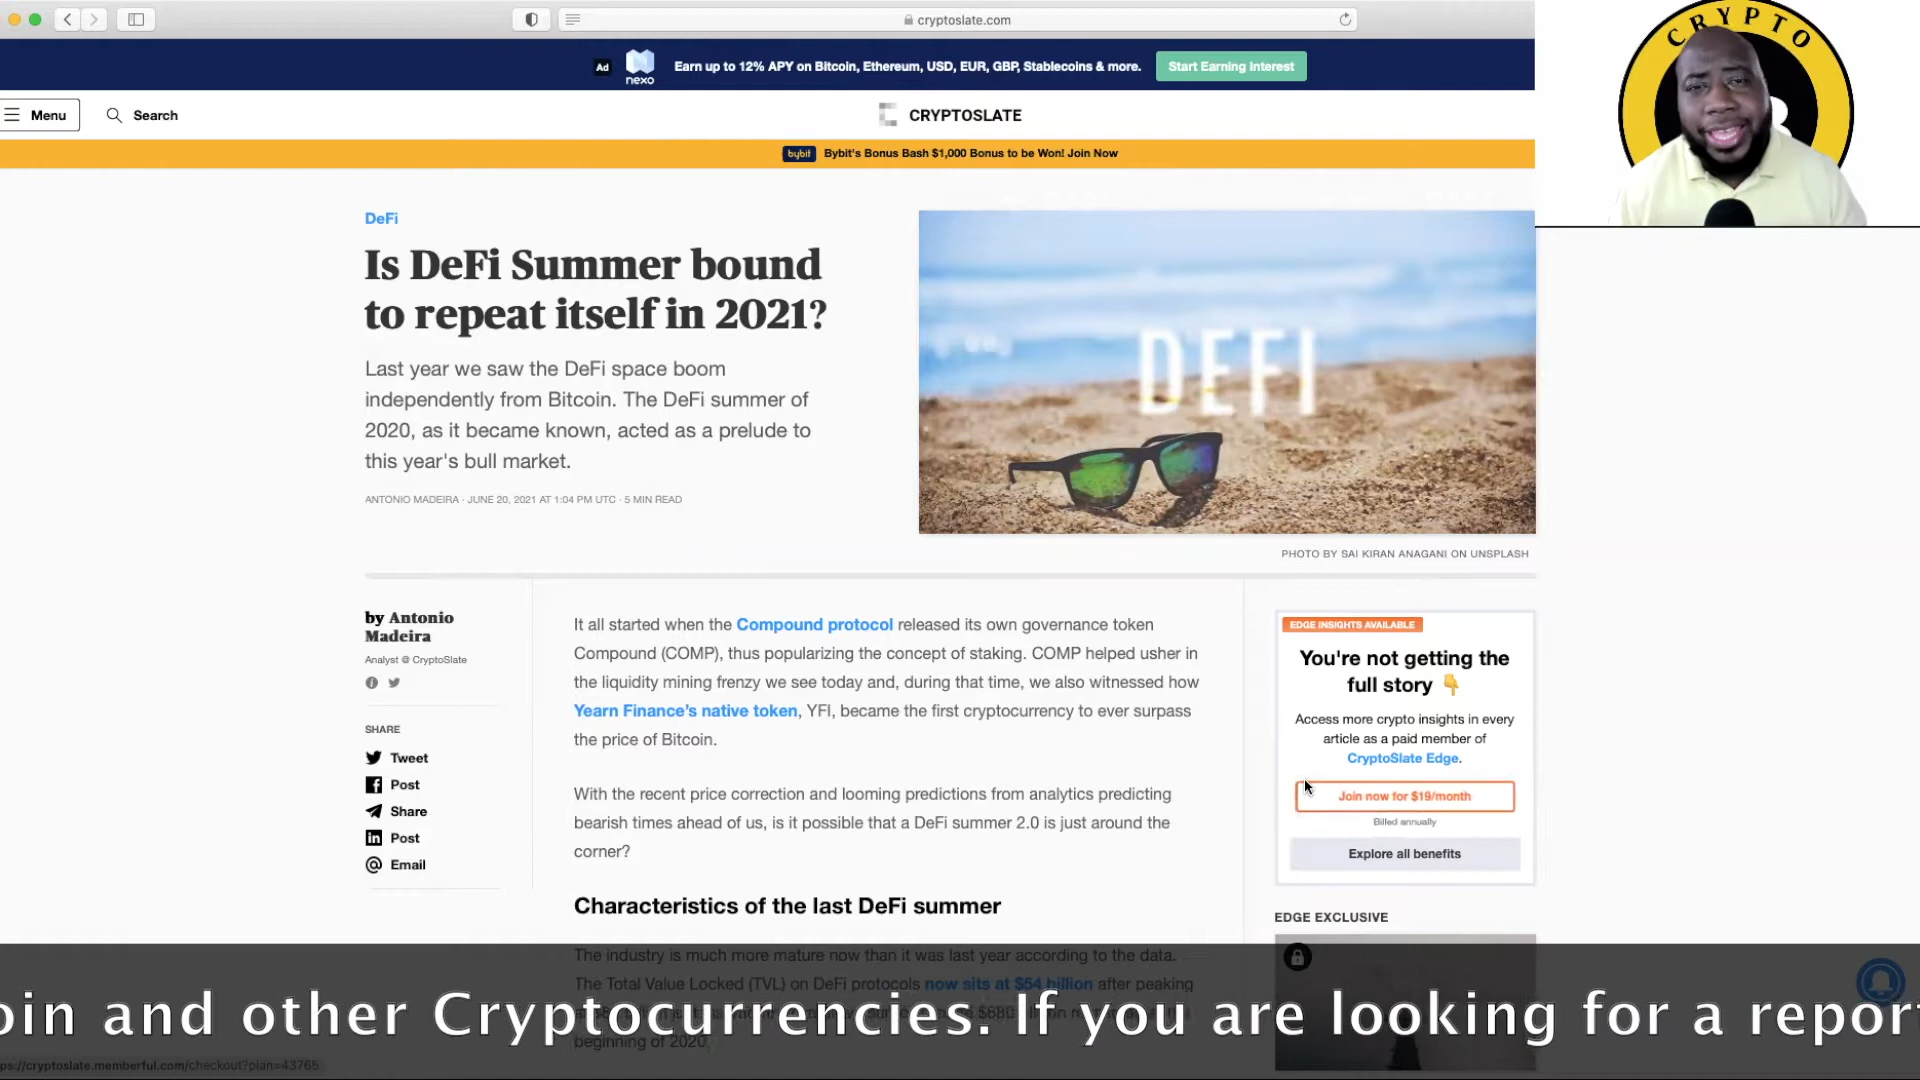 cryptoslate.com
Ad
nexo
Earn up to 12% APY on Bitcoin, Ethereum, USD, EUR, GBP, Stablecoins & more.
Start Earning Interest
Menu
Search
CRYPTOSLATE
CRYPTO
B
bybit
Bybit's Bonus Bash $1,000 Bonus to be Won! Join Now
DeFi
Is DeFi Summer bound
to repeat itself in 2021?
Last year we saw the DeFi space boom
independently from Bitcoin. The DeFi summer of
2020, as it became known, acted as a prelude to
this year's bull market.
ANTONIO MADEIRA · JUNE 20, 2021 AT 1:04 PM UTC · 5 MIN READ
DEFI
PHOTO BY SAI KIRAN ANAGANI ON UNSPLASH
by Antonio
Madeira
Analyst @ CryptoSlate
SHARE
Tweet
Post
Share
Post
Email
It all started when the Compound protocol released its own governance token
Compound (COMP), thus popularizing the concept of staking. COMP helped usher in
the liquidity mining frenzy we see today and, during that time, we also witnessed how
Yearn Finance’s native token, YFI, became the first cryptocurrency to ever surpass
the price of Bitcoin.
With the recent price correction and looming predictions from analytics predicting
bearish times ahead of us, is it possible that a DeFi summer 2.0 is just around the
corner?
Characteristics of the last DeFi summer
The industry is much more mature now than it was last year according to the data.
The Total Value Locked (TVL) on DeFi protocols now sits at $54 billion after peaking
beginning of 2020
EDGE INSIGHTS AVAILABLE
You're not getting the
full story 👇
Access more crypto insights in every
article as a paid member of
CryptoSlate Edge.
Join now for $19/month
Billed annually
Explore all benefits
EDGE EXCLUSIVE
oin and other Cryptocurrencies. If you are looking for a repor
ps://cryptoslate.memberful.com/checkout?plan=43765